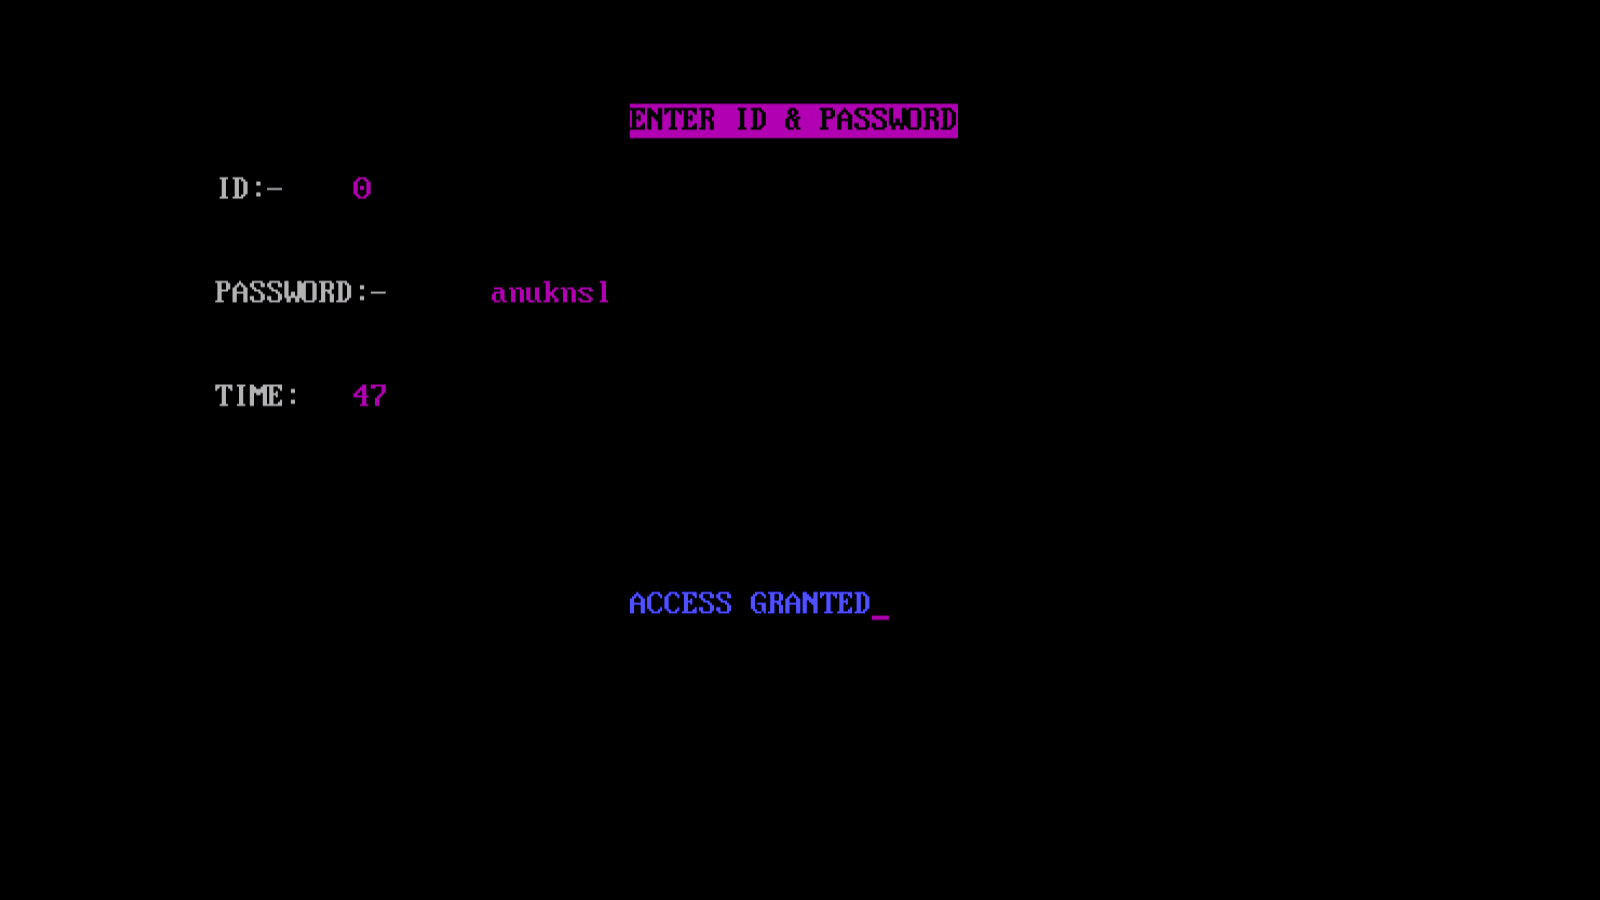 ENTER ID & PASSWORD
ID:- 0
PASSWORD:- anuknsl
TIME: 47
ACCESS GRANTED_